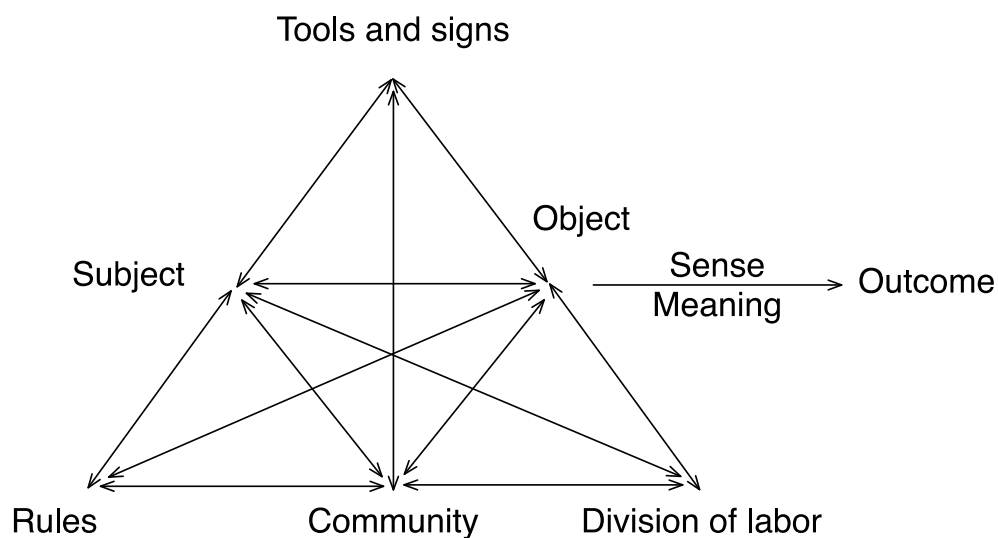 Tools and signs
Object
Subject
Sense
Outcome
Meaning
Rules
Community
Division of labor